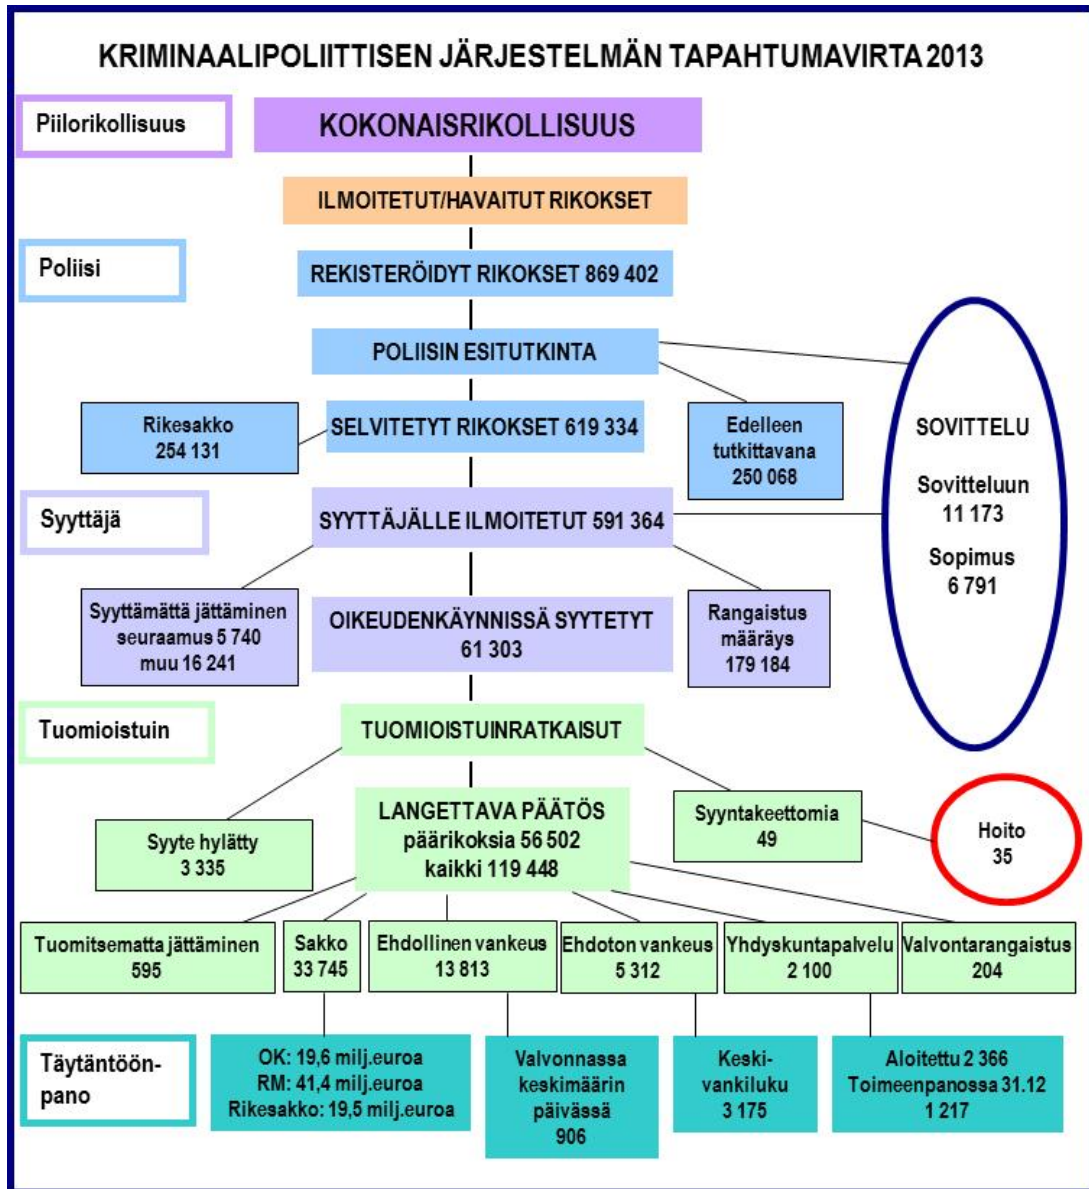 KRIMINAALIPOLIITTISEN JÄRJESTELMÄN TAPAHTUMAVIRTA 2013
Piilorikollisuus
KOKONAISRIKOLLISUUS
ILMOITETUT/HAVAITUT RIKOKSET
Poliisi
REKISTERÖIDYT RIKOKSET 869 402
POLIISIN ESITUTKINTA
Rikesakko
254 131
SELVITETYT RIKOKSET 619 334
Edelleen
tutkittavana
250 068
SOVITTELU
Sovitteluun
11 173
Sopimus
6 791
Syyttäjä
SYYTTÄJÄLLE ILMOITETUT 591 364
Syyttämättä jättäminen
seuraamus 5 740
muu 16 241
OIKEUDENKÄYNNISSÄ SYYTETYT
61 303
Rangaistus
määräys
179 184
Tuomioistuin
TUOMIOISTUINRATKAISUT
Syyte hylätty
3 335
LANGETTAVA PÄÄTÖS
päärikoksia 56 502
kaikki 119 448
Syyntakeettomia
49
Hoito
35
Tuomitsematta jättäminen
595
Sakko
33 745
Ehdollinen vankeus
13 813
Ehdoton vankeus
5 312
Yhdyskuntapalvelu
2 100
Valvontarangaistus
204
Täytäntöön-
pano
OK: 19,6 milj.euroa
RM: 41,4 milj.euroa
Rikesakko: 19,5 milj.euroa
Valvonnassa
keskimäärin
päivässä
906
Keski-
vankiluku
3 175
Aloitettu 2 366
Toimeenpanossa 31.12
1 217